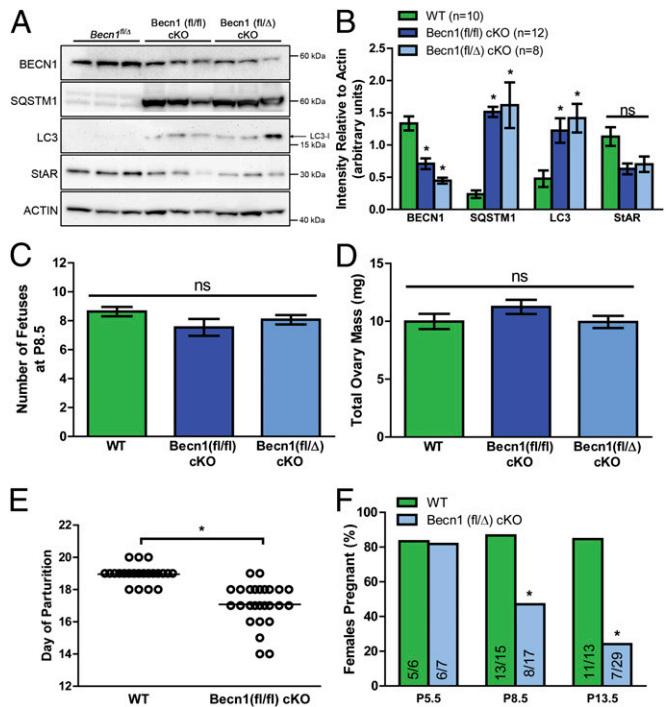 A
Becn1 (fl/fl) Becn1 (fl/Δ)
Becn1fl/Δ cKO cKO
BECN1
60 kDa
SQSTM1
60 kDa
LC3
LC3-I
15 kDa
StAR
30 kDa
ACTIN
40 kDa
B
WT (n=10)
Becn1(fl/fl) cKO (n=12)
Becn1(fl/Δ) cKO (n=8)
Intensity Relative to Actin
(arbitrary units)
2.5
2.0
1.5
1.0
0.5
0.0
* * * * * * ns
BECN1 SQSTM1 LC3 StAR
C
Number of Fetuses
at P8.5
10
8
6
4
2
0
ns
WT Becn1(fl/fl) Becn1(fl/Δ)
cKO cKO
D
Total Ovary Mass (mg)
15
10
5
0
ns
WT Becn1(fl/fl) Becn1(fl/Δ)
cKO cKO
E
Day of Parturition
22
20
18
16
14
12
*
WT Becn1(fl/fl) cKO
F
WT
Becn1 (fl/Δ) cKO
Females Pregnant (%)
100
80
60
40
20
0
* *
5/6 6/7 13/15 8/17 11/13 7/29
P5.5 P8.5 P13.5